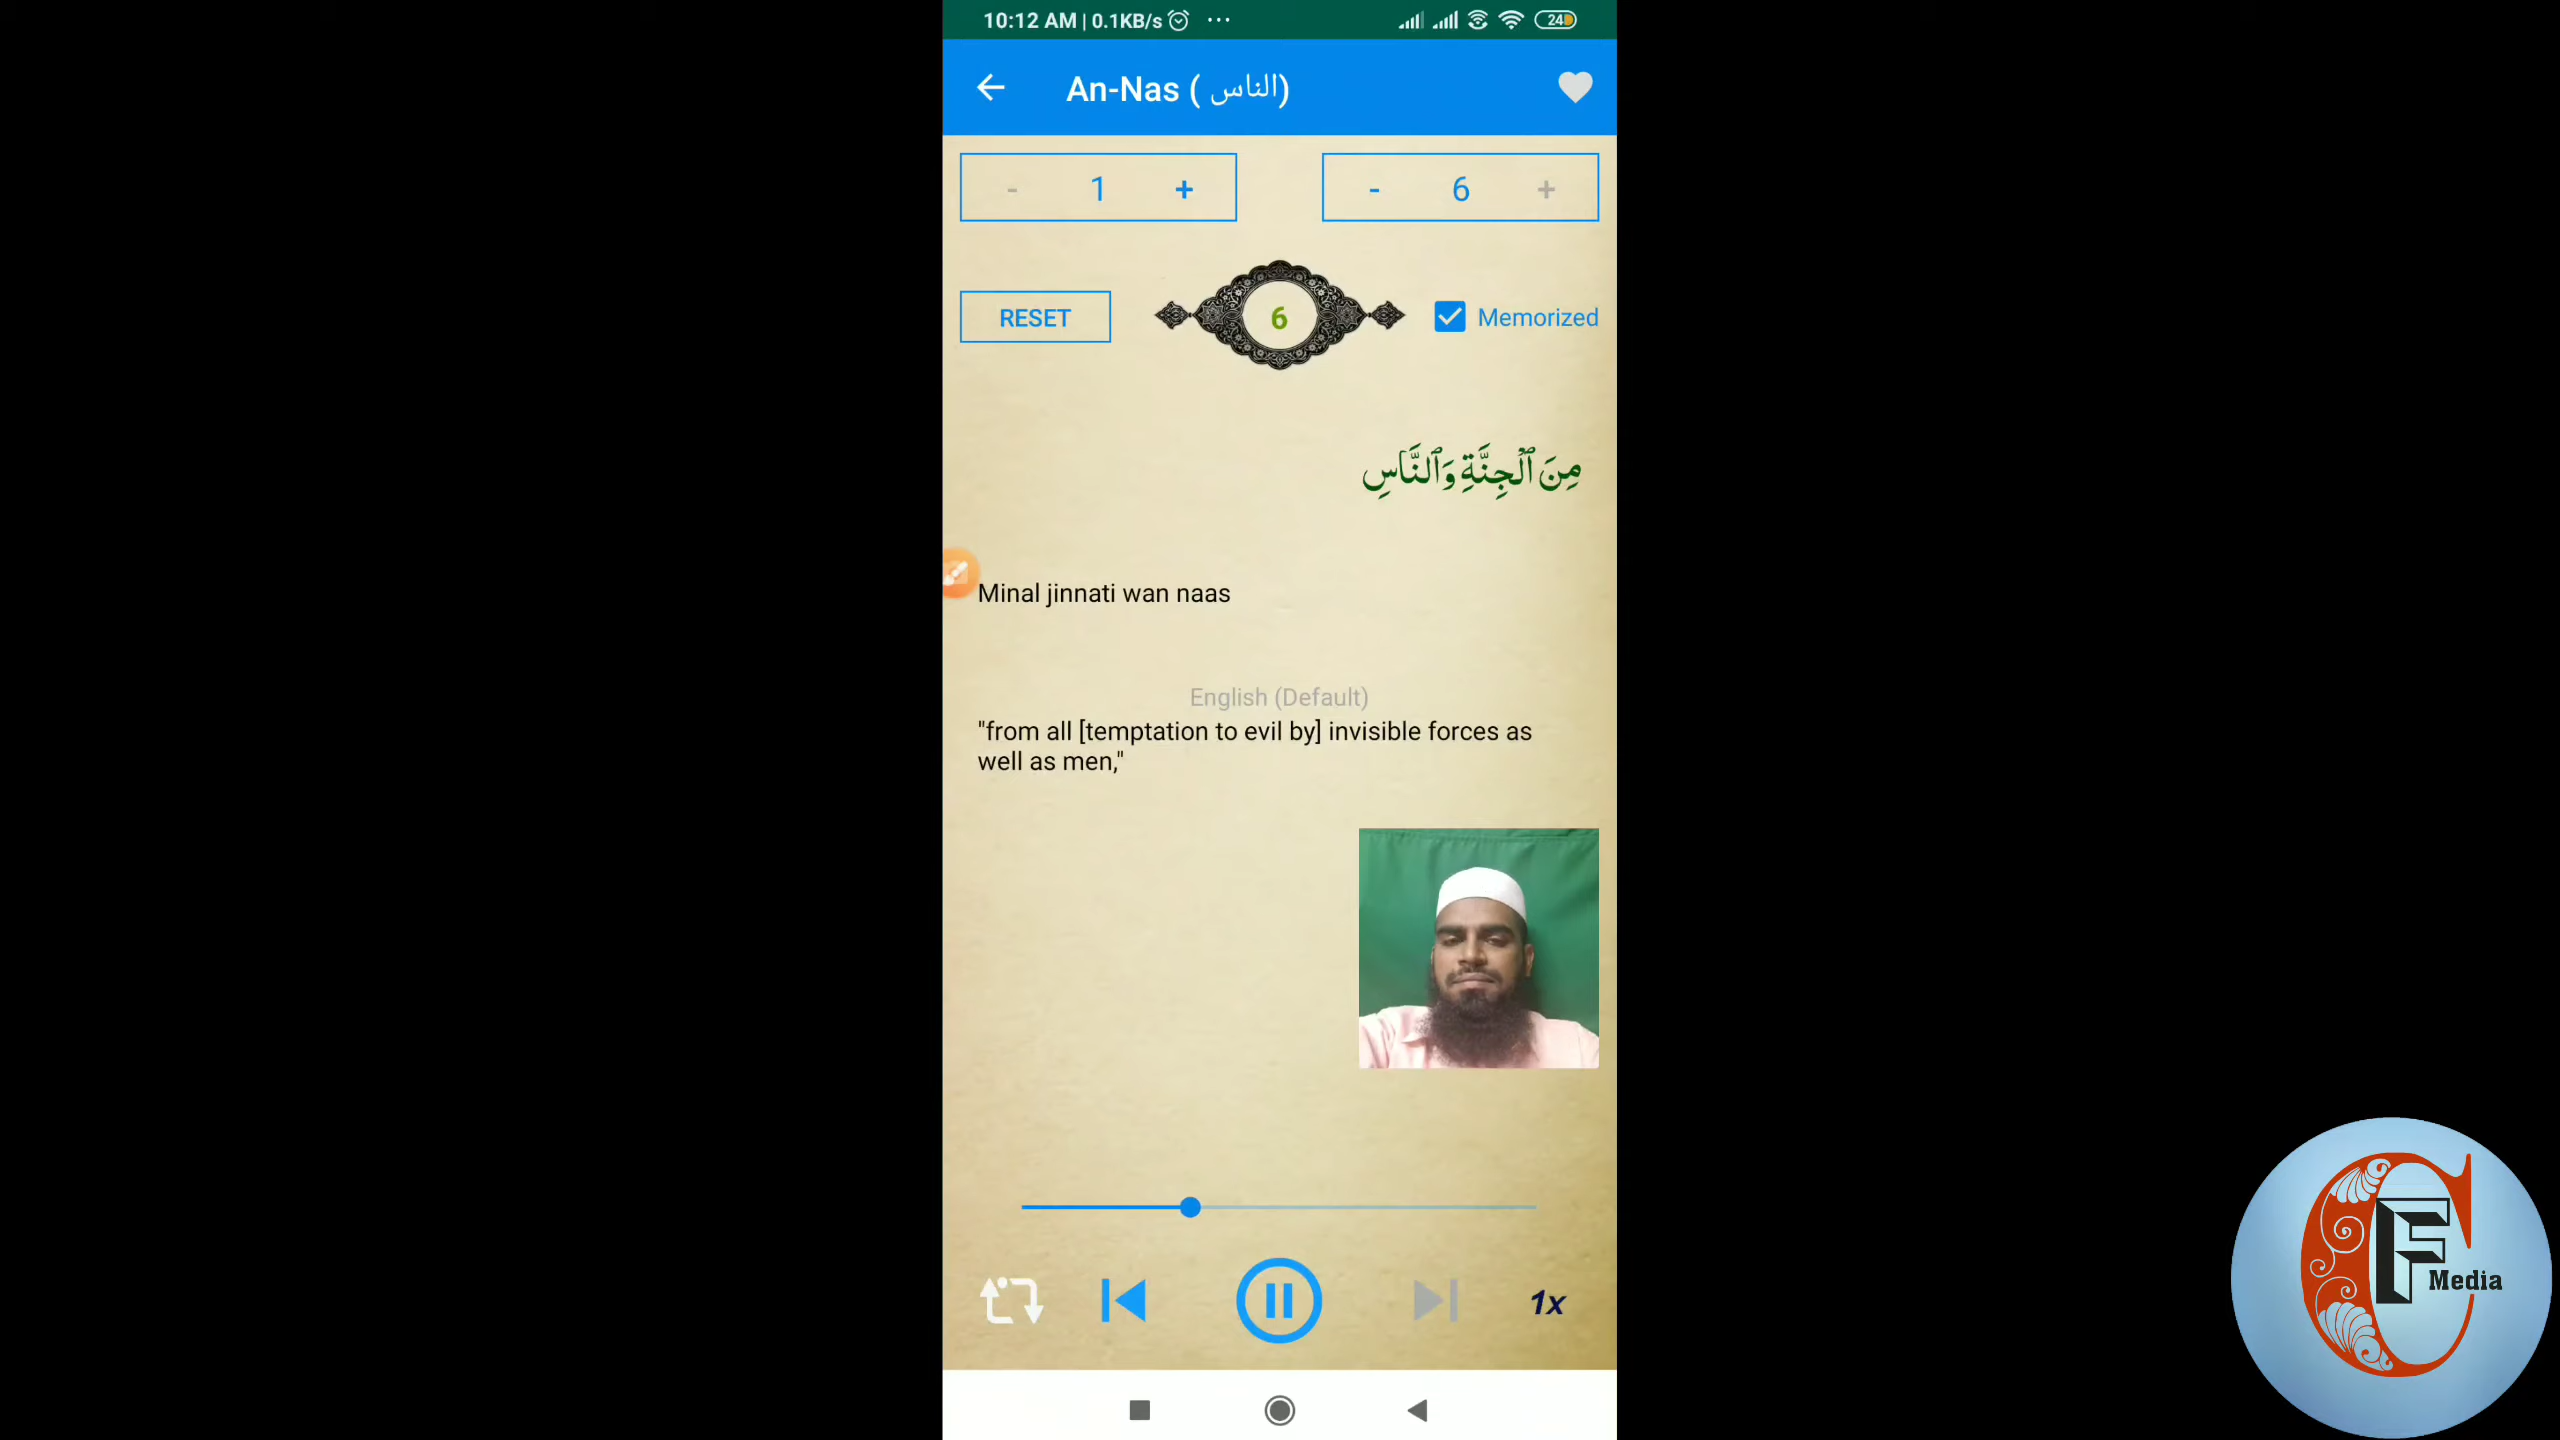 10:12 AM | 0.1KB/s ...
24
An-Nas ( الناس)
- 1 +
- 6 +
RESET
6
Memorized
مِنَ ٱلْجِنَّةِ وَٱلنَّاسِ
Minal jinnati wan naas
English (Default)
"from all [temptation to evil by] invisible forces as
well as men,"
1x
CF Media